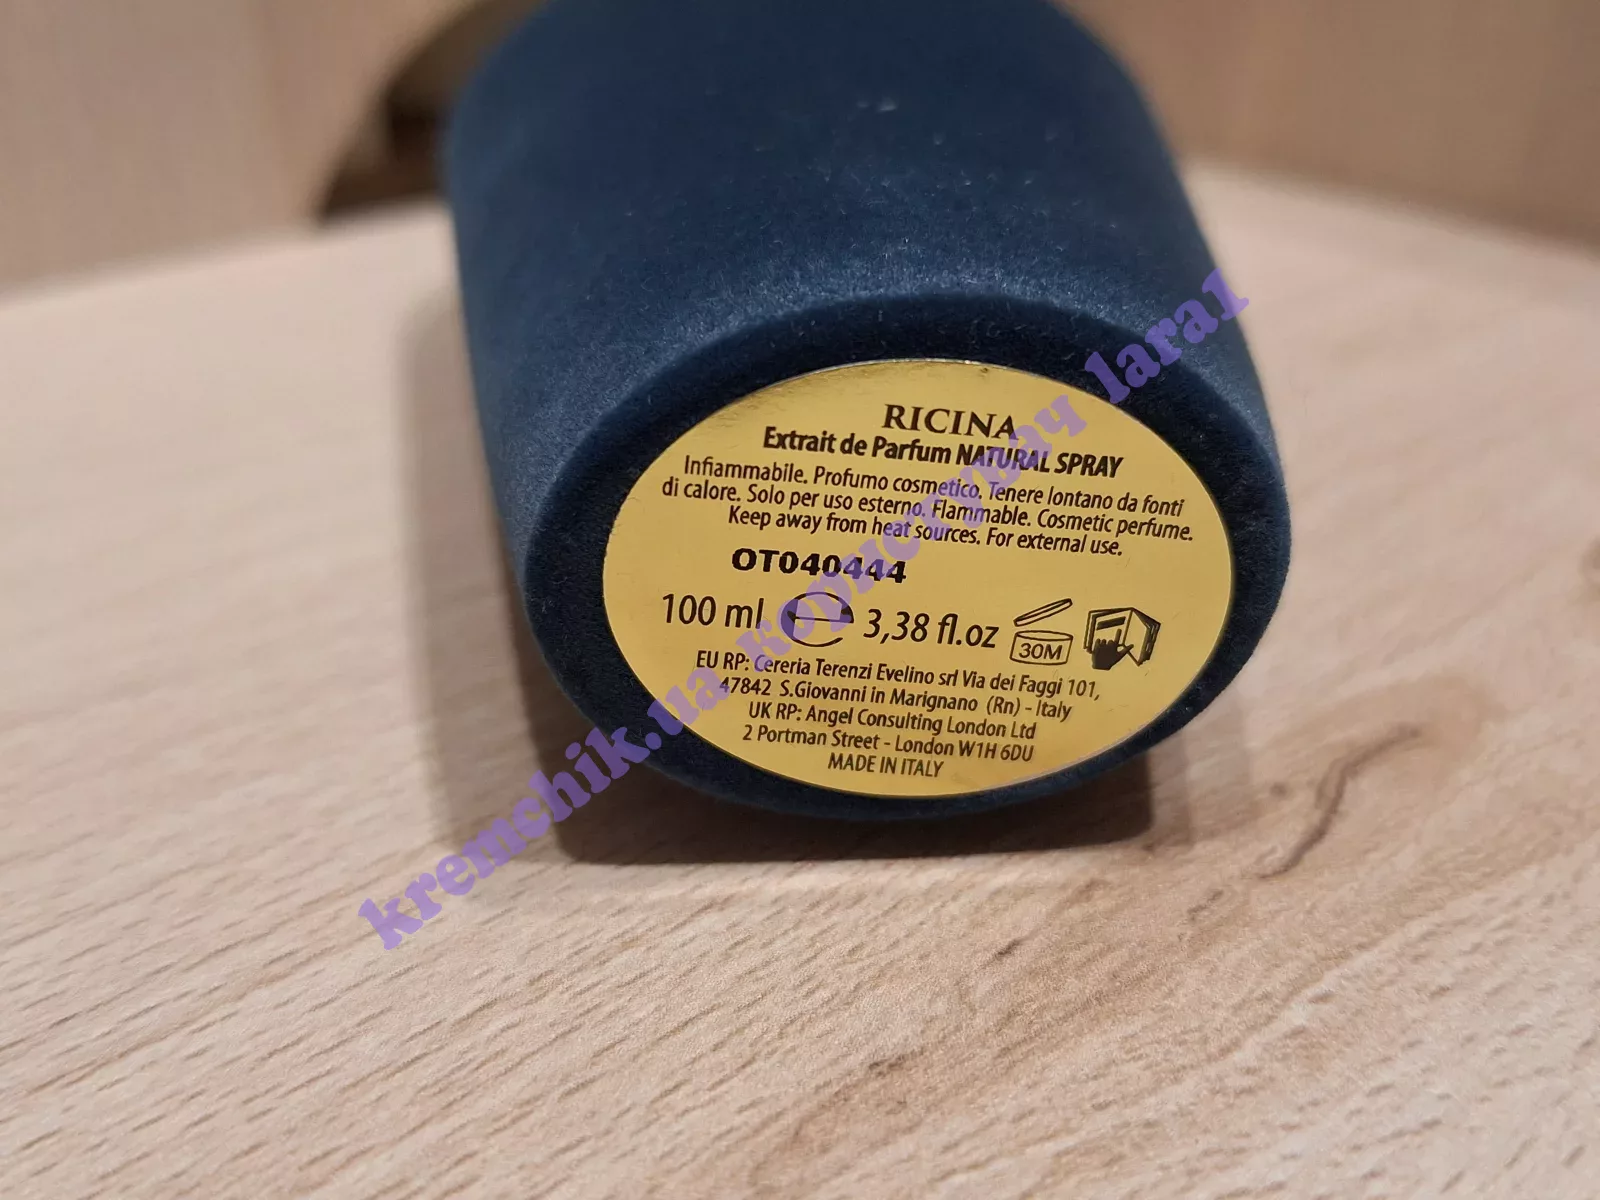 RICINA
Extrait de Parfum NATURAL SPRAY
Infiammabile. Profumo cosmetico. Tenere lontano da fonti
di calore. Solo per uso esterno. Flammable. Cosmetic perfume.
Keep away from heat sources. For external use.
OT040444
100 ml 3,38 fl.oz 30M
EU RP: Cereria Terenzi Evelino srl Via dei Faggi 101,
47842 S.Giovanni in Marignano (Rn) - Italy
UK RP: Angel Consulting London Ltd
2 Portman Street - London W1H 6DU
MADE IN ITALY
kremchik.ua користувач lara1